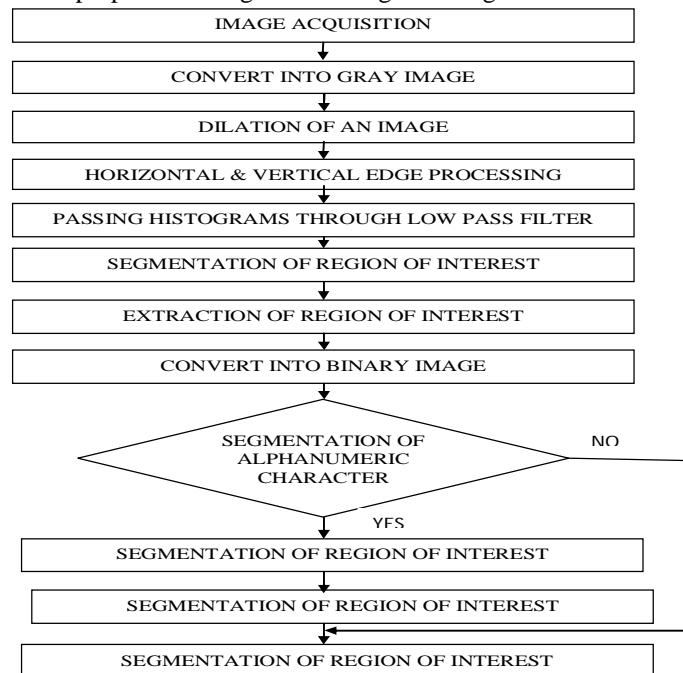 IMAGE ACQUISITION
CONVERT INTO GRAY IMAGE
DILATION OF AN IMAGE
HORIZONTAL & VERTICAL EDGE PROCESSING
PASSING HISTOGRAMS THROUGH LOW PASS FILTER
SEGMENTATION OF REGION OF INTEREST
EXTRACTION OF REGION OF INTEREST
CONVERT INTO BINARY IMAGE
SEGMENTATION OF
ALPHANUMERIC
CHARACTER
NO
YES
SEGMENTATION OF REGION OF INTEREST
SEGMENTATION OF REGION OF INTEREST
SEGMENTATION OF REGION OF INTEREST